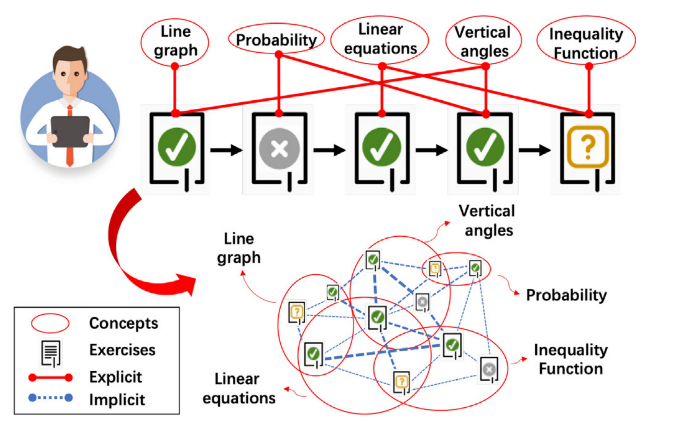 Line
graph
Probability
Linear
equations
Vertical
angles
Inequality
Function
?
Vertical
angles
Line
graph
?
Probability
?
Inequality
Function
?
Linear
equations
Concepts
Exercises
Explicit
Implicit